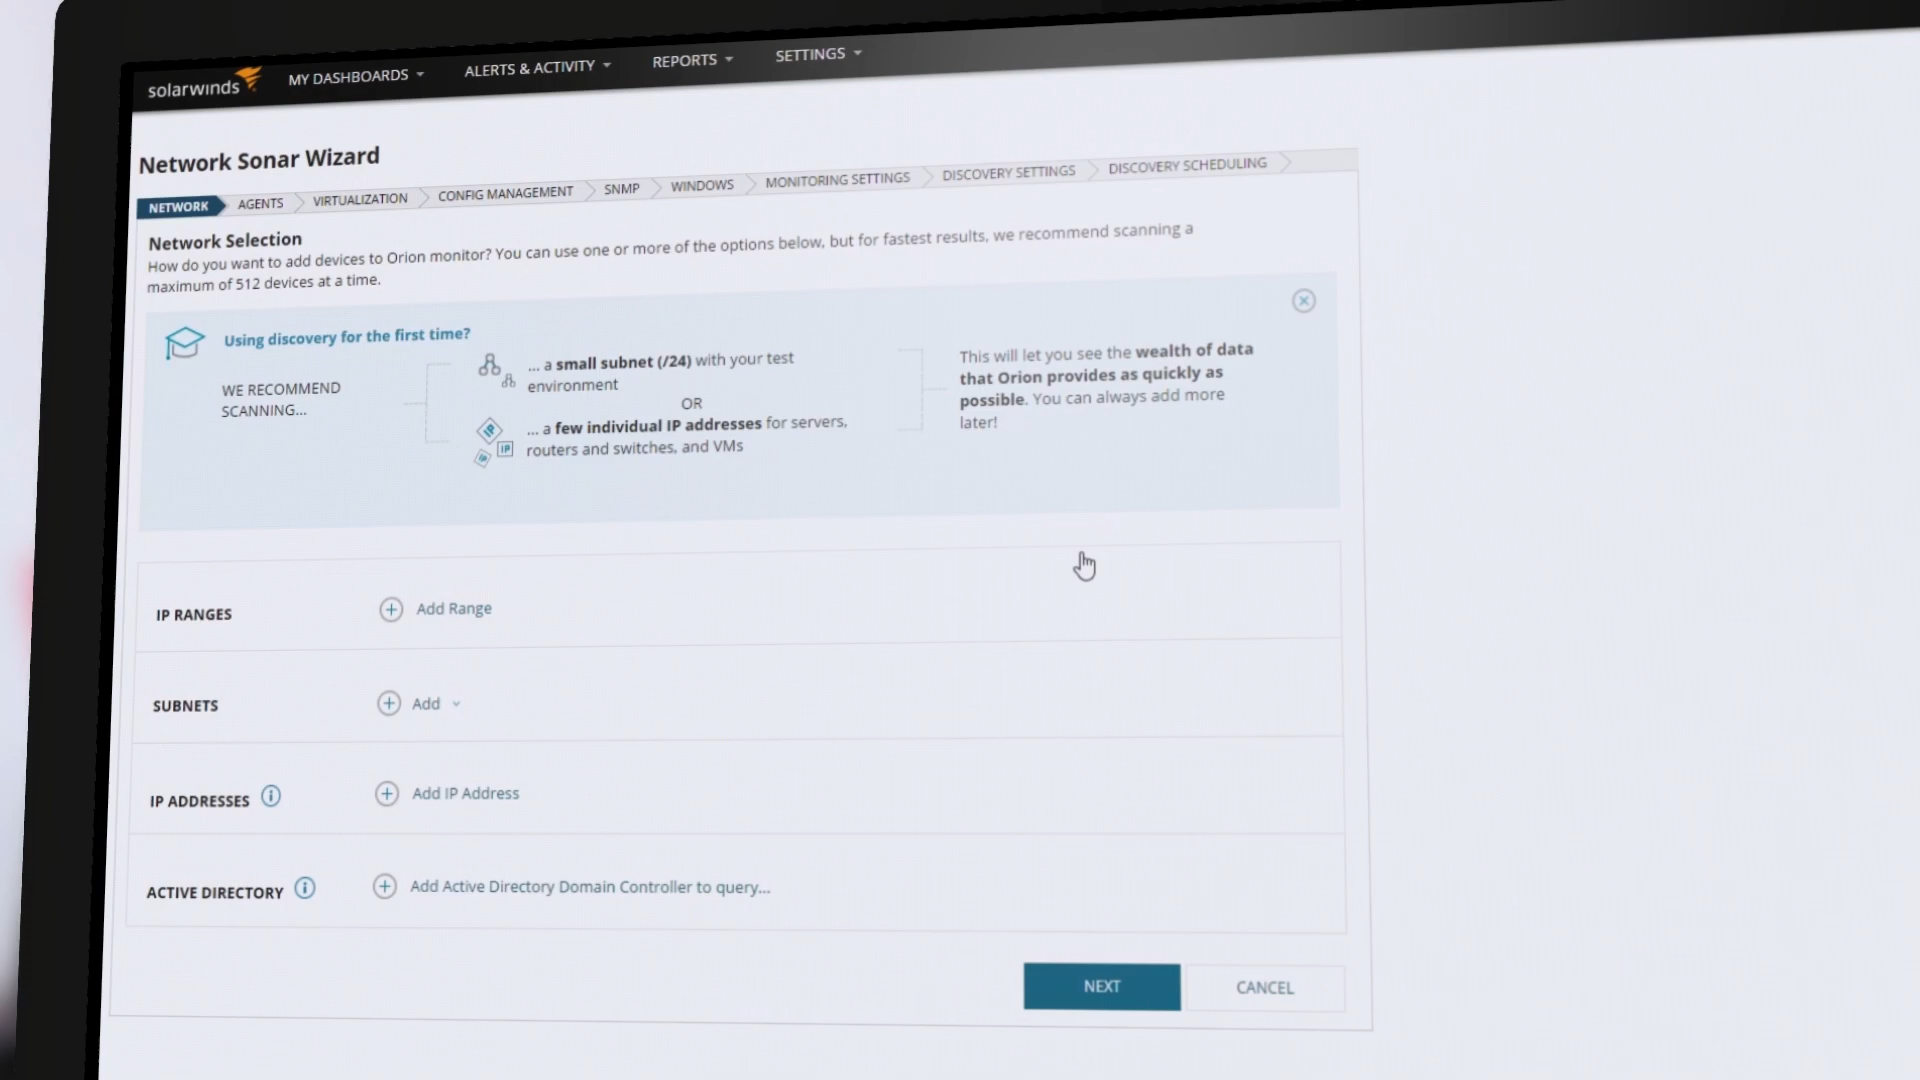 solarwinds MY DASHBOARDS ALERTS & ACTIVITY REPORTS SETTINGS
Network Sonar Wizard
NETWORK AGENTS VIRTUALIZATION CONFIG MANAGEMENT SNMP WINDOWS MONITORING SETTINGS DISCOVERY SETTINGS DISCOVERY SCHEDULING
Network Selection
How do you want to add devices to Orion monitor? You can use one or more of the options below, but for fastest results, we recommend scanning a
maximum of 512 devices at a time.
Using discovery for the first time?
WE RECOMMEND
SCANNING...
... a small subnet (/24) with your test
environment
OR
IP
IP
IP
... a few individual IP addresses for servers,
routers and switches, and VMs
This will let you see the wealth of data
that Orion provides as quickly as
possible. You can always add more
later!
IP RANGES Add Range
SUBNETS Add
IP ADDRESSES i Add IP Address
ACTIVE DIRECTORY i Add Active Directory Domain Controller to query...
NEXT CANCEL